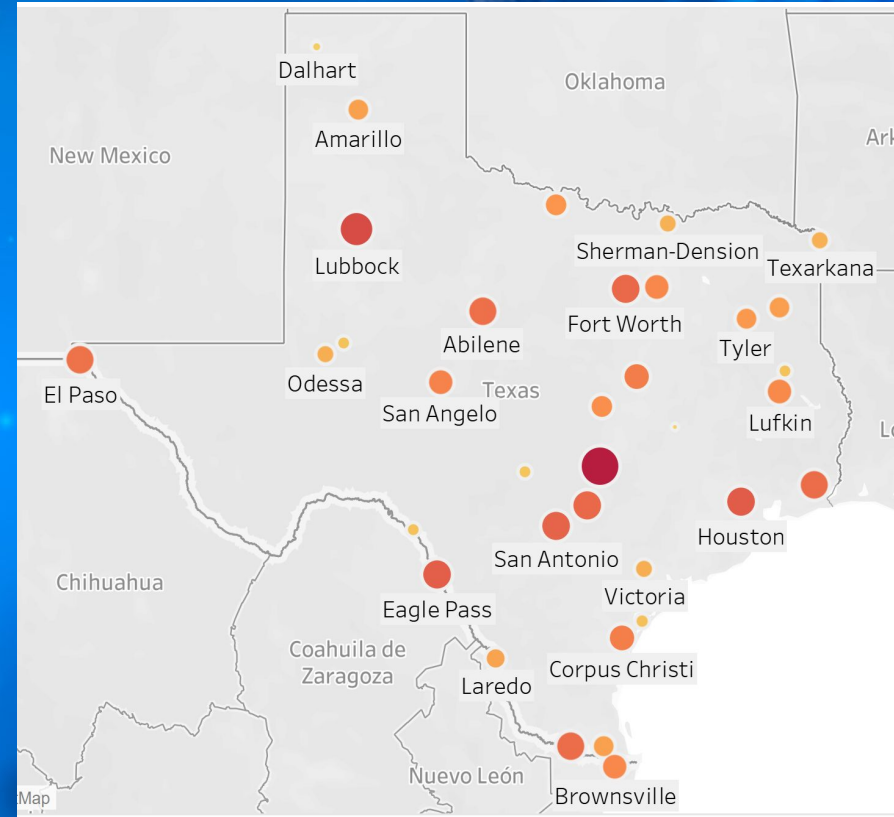 Dalhart
Oklahoma
Amarillo
Ark
New Mexico
Sherman-Dension
Lubbock
Texarkana
Fort Worth
Abilene
Tyler
Odessa
El Paso
Texas
San Angelo
Lufkin
Lo
Houston
San Antonio
Chihuahua
Victoria
Eagle Pass
Coahuila de
Zaragoza
Corpus Christi
Laredo
Nuevo León
Brownsville
Map